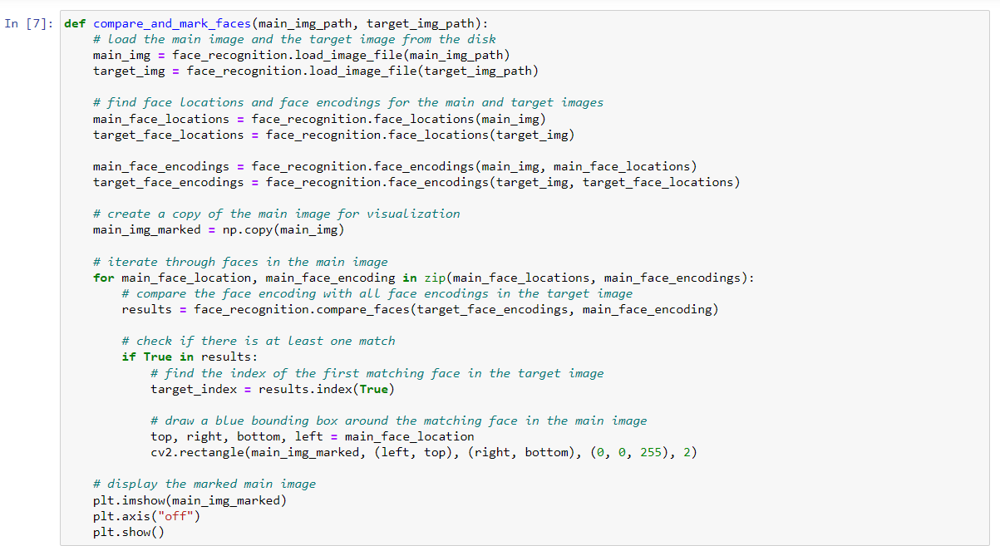 In [7]: def compare_and_mark_faces(main_img_path, target_img_path):
    # load the main image and the target image from the disk
    main_img = face_recognition.load_image_file(main_img_path)
    target_img = face_recognition.load_image_file(target_img_path)

    # find face locations and face encodings for the main and target images
    main_face_locations = face_recognition.face_locations(main_img)
    target_face_locations = face_recognition.face_locations(target_img)

    main_face_encodings = face_recognition.face_encodings(main_img, main_face_locations)
    target_face_encodings = face_recognition.face_encodings(target_img, target_face_locations)

    # create a copy of the main image for visualization
    main_img_marked = np.copy(main_img)

    # iterate through faces in the main image
    for main_face_location, main_face_encoding in zip(main_face_locations, main_face_encodings):
        # compare the face encoding with all face encodings in the target image
        results = face_recognition.compare_faces(target_face_encodings, main_face_encoding)

        # check if there is at least one match
        if True in results:
            # find the index of the first matching face in the target image
            target_index = results.index(True)

            # draw a blue bounding box around the matching face in the main image
            top, right, bottom, left = main_face_location
            cv2.rectangle(main_img_marked, (left, top), (right, bottom), (0, 0, 255), 2)

    # display the marked main image
    plt.imshow(main_img_marked)
    plt.axis("off")
    plt.show()